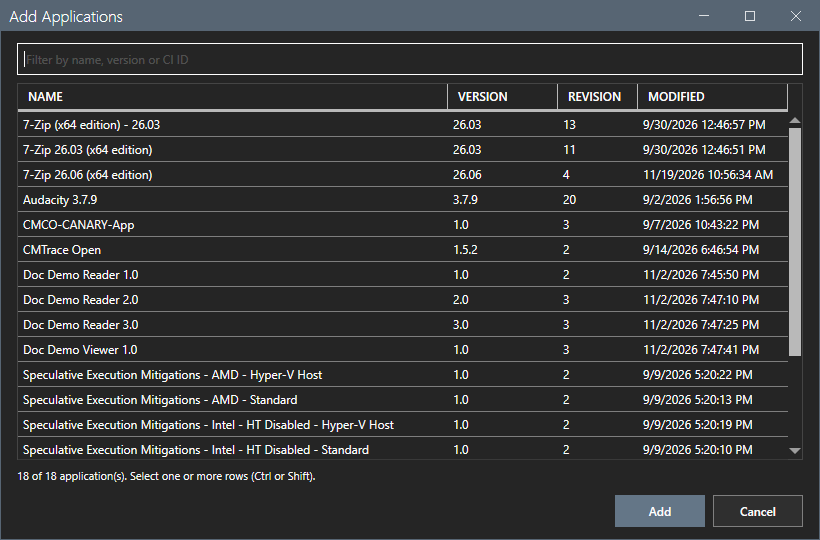 Add Applications
Filter by name, version or CI ID
NAME VERSION REVISION MODIFIED
7-Zip (x64 edition) - 26.03 26.03 13 9/30/2026 12:46:57 PM
7-Zip 26.03 (x64 edition) 26.03 11 9/30/2026 12:46:51 PM
7-Zip 26.06 (x64 edition) 26.06 4 11/19/2026 10:56:34 AM
Audacity 3.7.9 3.7.9 20 9/2/2026 1:56:56 PM
CMCO-CANARY-App 1.0 3 9/7/2026 10:43:22 PM
CMTrace Open 1.5.2 2 9/14/2026 6:46:54 PM
Doc Demo Reader 1.0 1.0 2 11/2/2026 7:45:50 PM
Doc Demo Reader 2.0 2.0 3 11/2/2026 7:47:10 PM
Doc Demo Reader 3.0 3.0 3 11/2/2026 7:47:25 PM
Doc Demo Viewer 1.0 1.0 3 11/2/2026 7:47:41 PM
Speculative Execution Mitigations - AMD - Hyper-V Host 1.0 2 9/9/2026 5:20:22 PM
Speculative Execution Mitigations - AMD - Standard 1.0 2 9/9/2026 5:20:13 PM
Speculative Execution Mitigations - Intel - HT Disabled - Hyper-V Host 1.0 2 9/9/2026 5:20:19 PM
Speculative Execution Mitigations - Intel - HT Disabled - Standard 1.0 2 9/9/2026 5:20:10 PM
18 of 18 application(s). Select one or more rows (Ctrl or Shift).
Add Cancel